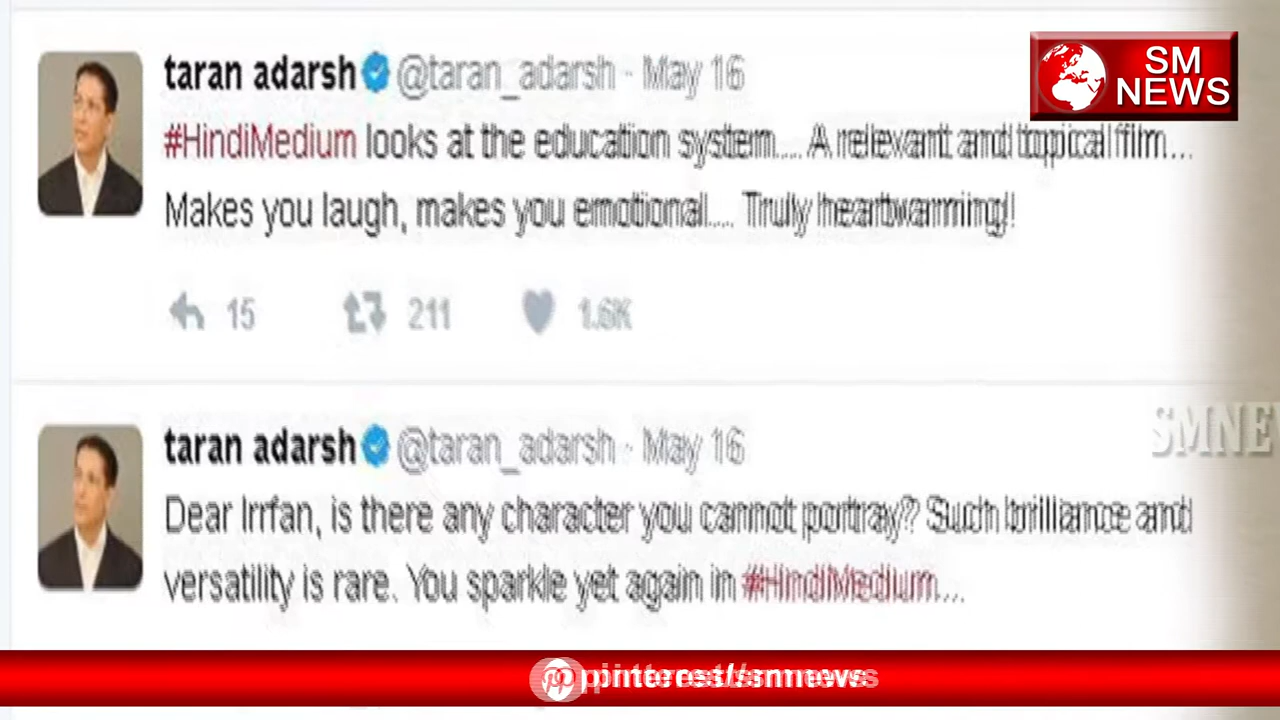 taran adarsh @taran_adarsh · May 16
SM
NEWS
#HindiMedium looks at the education system.... A relevant and topical film...
Makes you laugh, makes you emotional.... Truly heartwarming!
15 211 1.6K
taran adarsh @taran_adarsh · May 16
SMNE
Dear Irrfan, is there any character you cannot portray? Such brilliance and
versatility is rare. You sparkle yet again in #HindiMedium...
pinterest//smnews